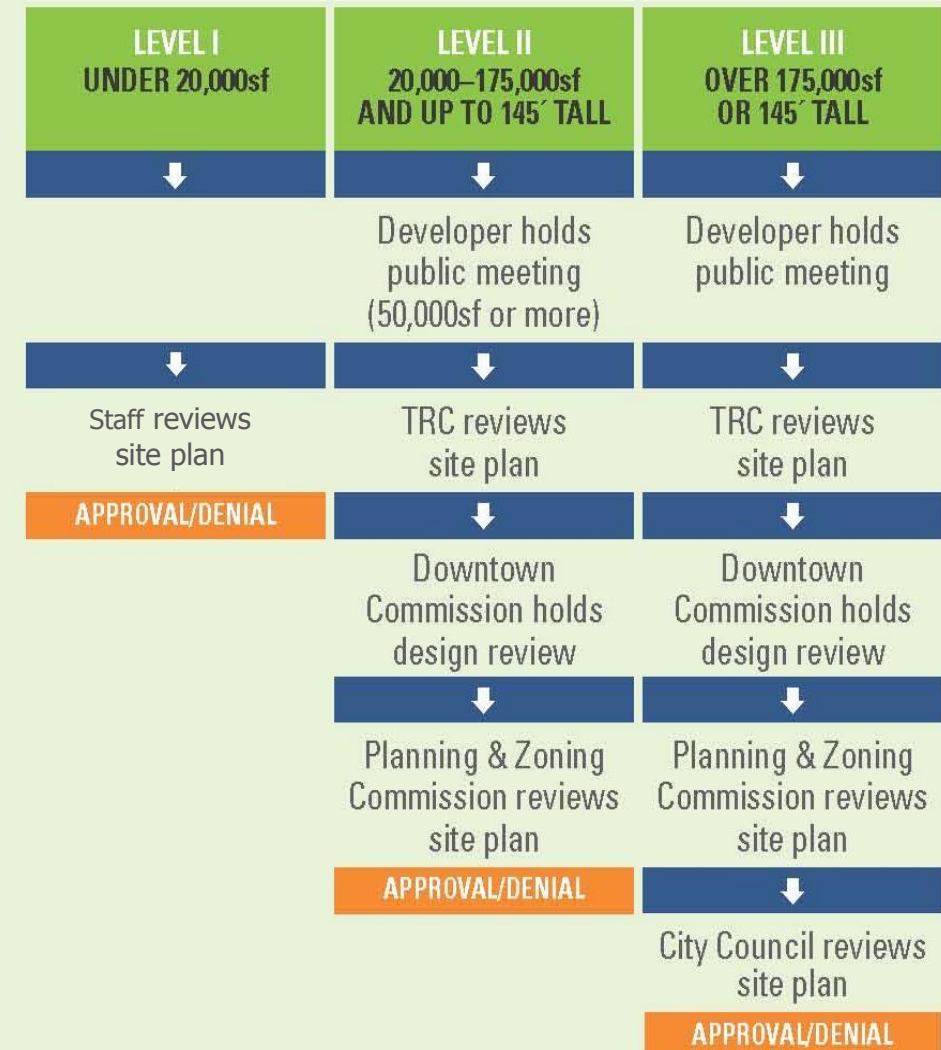 LEVEL I
UNDER 20,000sf
LEVEL II
20,000–175,000sf
AND UP TO 145´ TALL
LEVEL III
OVER 175,000sf
OR 145´ TALL
Developer holds
public meeting
(50,000sf or more)
Developer holds
public meeting
Staff reviews
site plan
TRC reviews
site plan
TRC reviews
site plan
APPROVAL/DENIAL
Downtown
Commission holds
design review
Downtown
Commission holds
design review
Planning & Zoning
Commission reviews
site plan
Planning & Zoning
Commission reviews
site plan
APPROVAL/DENIAL
City Council reviews
site plan
APPROVAL/DENIAL